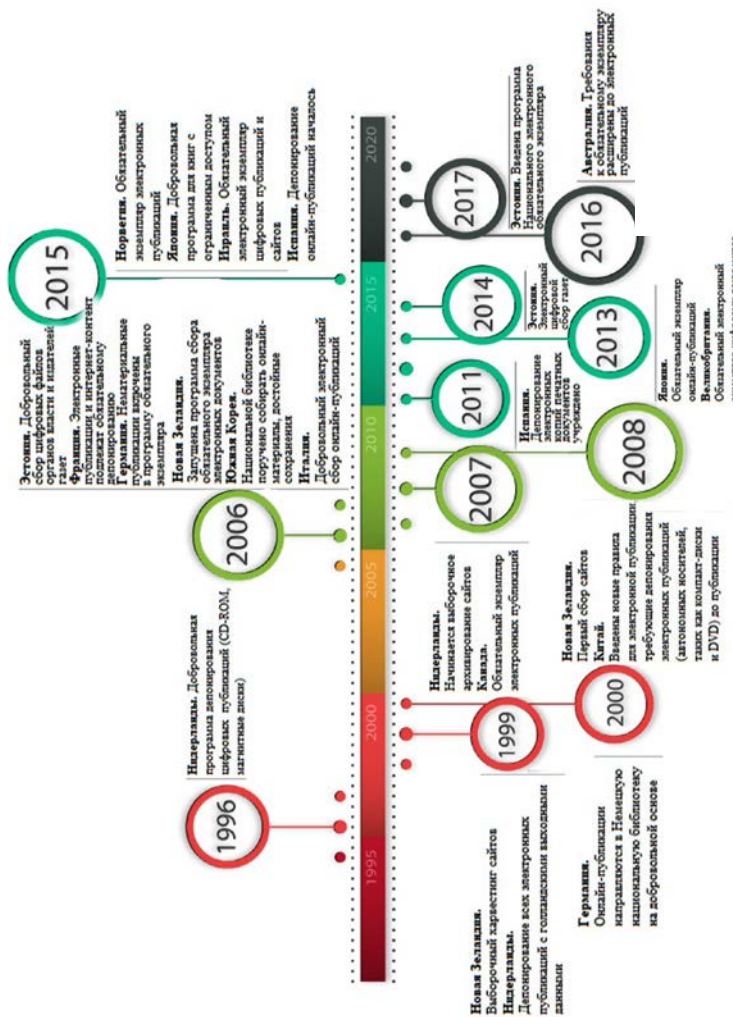 1996
Нидерланды. Добровольная
программа депонирования
цифровых публикаций (CD-ROM,
магнитные диски)
2006
Эстония. Добровольный
сбор цифровых файлов
органов власти и издателей
газет
Франция. Электронные
публикации и интернет-контент
подлежат обязательному
депонированию
Германия. Нематериальные
публикации включены
в программу обязательного
экземпляра
Новая Зеландия.
Запущена программа сбора
обязательного экземпляра
электронных документов
Южная Корея.
Национальной библиотеке
поручено собирать онлайн-
материалы, достойные
сохранения
Италия.
Добровольный электронный
сбор онлайн-публикаций
2015
Норвегия. Обязательный
экземпляр электронных
публикаций
Япония. Добровольная
программа для книг с
ограниченным доступом
Израиль. Обязательный
электронный экземпляр
цифровых публикаций и
сайтов
Испания. Депонирование
онлайн-публикаций началось
1995
2000
2005
2010
2015
2020
Новая Зеландия.
Выборочный харвестинг сайтов
Нидерланды.
Депонирование всех электронных
публикаций с голландскими выходными
данными
1999
Нидерланды.
Начинается выборочное
архивирование сайтов
Канада.
Обязательный экземпляр
электронных публикаций
Германия.
Онлайн-публикации
направляются в Немецкую
национальную библиотеку
на добровольной основе
2000
Новая Зеландия.
Первый сбор сайтов
Китай.
Введены новые правила
для электронной публикации,
требующие депонирования
электронных публикаций
(автономных носителей,
таких как компакт-диски
и DVD) до публикации
2007
2008
2011
Испания.
Депонирование
электронных
копий печатных
документов
учреждено
Япония.
Обязательный экземпляр
онлайн-публикаций
Великобритания.
Обязательный электронный
2013
2014
Эстония.
Электронный
цифровой
сбор газет
2016
2017
Эстония. Введена программа
Национального электронного
обязательного экземпляра
Австралия. Требования
к обязательному экземпляру
расширены до электронных
публикаций